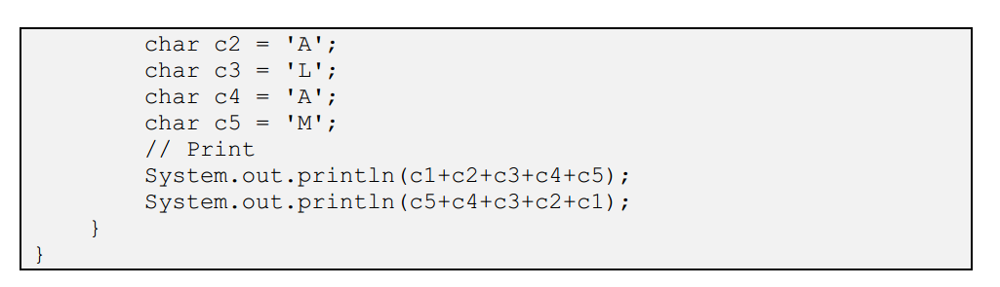 char c2 = 'A';
char c3 = 'L';
char c4 = 'A';
char c5 = 'M';
// Print
System.out.println(c1+c2+c3+c4+c5);
System.out.println(c5+c4+c3+c2+c1);
}
}